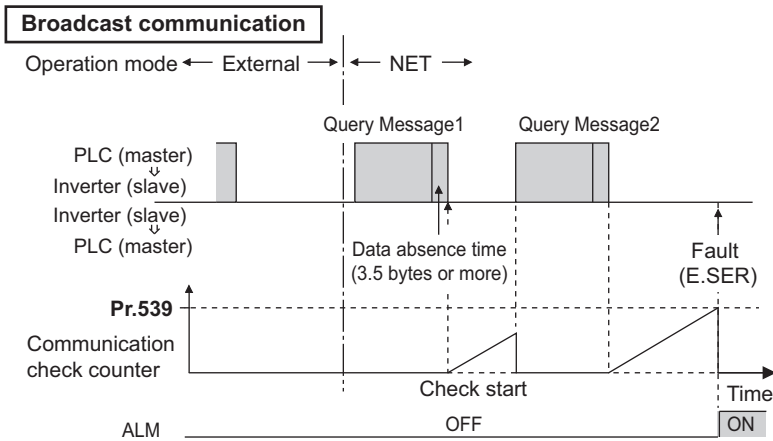 Broadcast communication
Operation mode External NET
Query Message1 Query Message2
PLC (master)
Inverter (slave)
Inverter (slave)
PLC (master)
Data absence time
(3.5 bytes or more)
Fault
(E.SER)
Pr.539
Communication
check counter
Check start
Time
ALM OFF ON